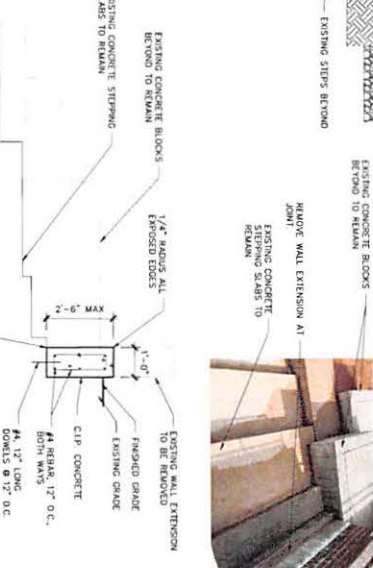 EXISTING STEPS BEYOND
EXISTING CONCRETE BLOCKS
BEYOND TO REMAIN
REMOVE WALL EXTENSION AT
JOINT
EXISTING CONCRETE
STEPPING SLABS TO
REMAIN
EXISTING CONCRETE STEPPING
TO REMAIN
EXISTING CONCRETE BLOCKS
BEYOND TO REMAIN
1/4" RADIUS ALL
EXPOSED EDGES
2'-6" MAX
1'-0"
EXISTING WALL EXTENSION
TO BE REMOVED
FINISHED GRADE
EXISTING GRADE
C.I.P. CONCRETE
#4 REBAR, 12" O.C.,
BOTH WAYS
#4, 12" LONG
DOWELS @ 12" O.C.